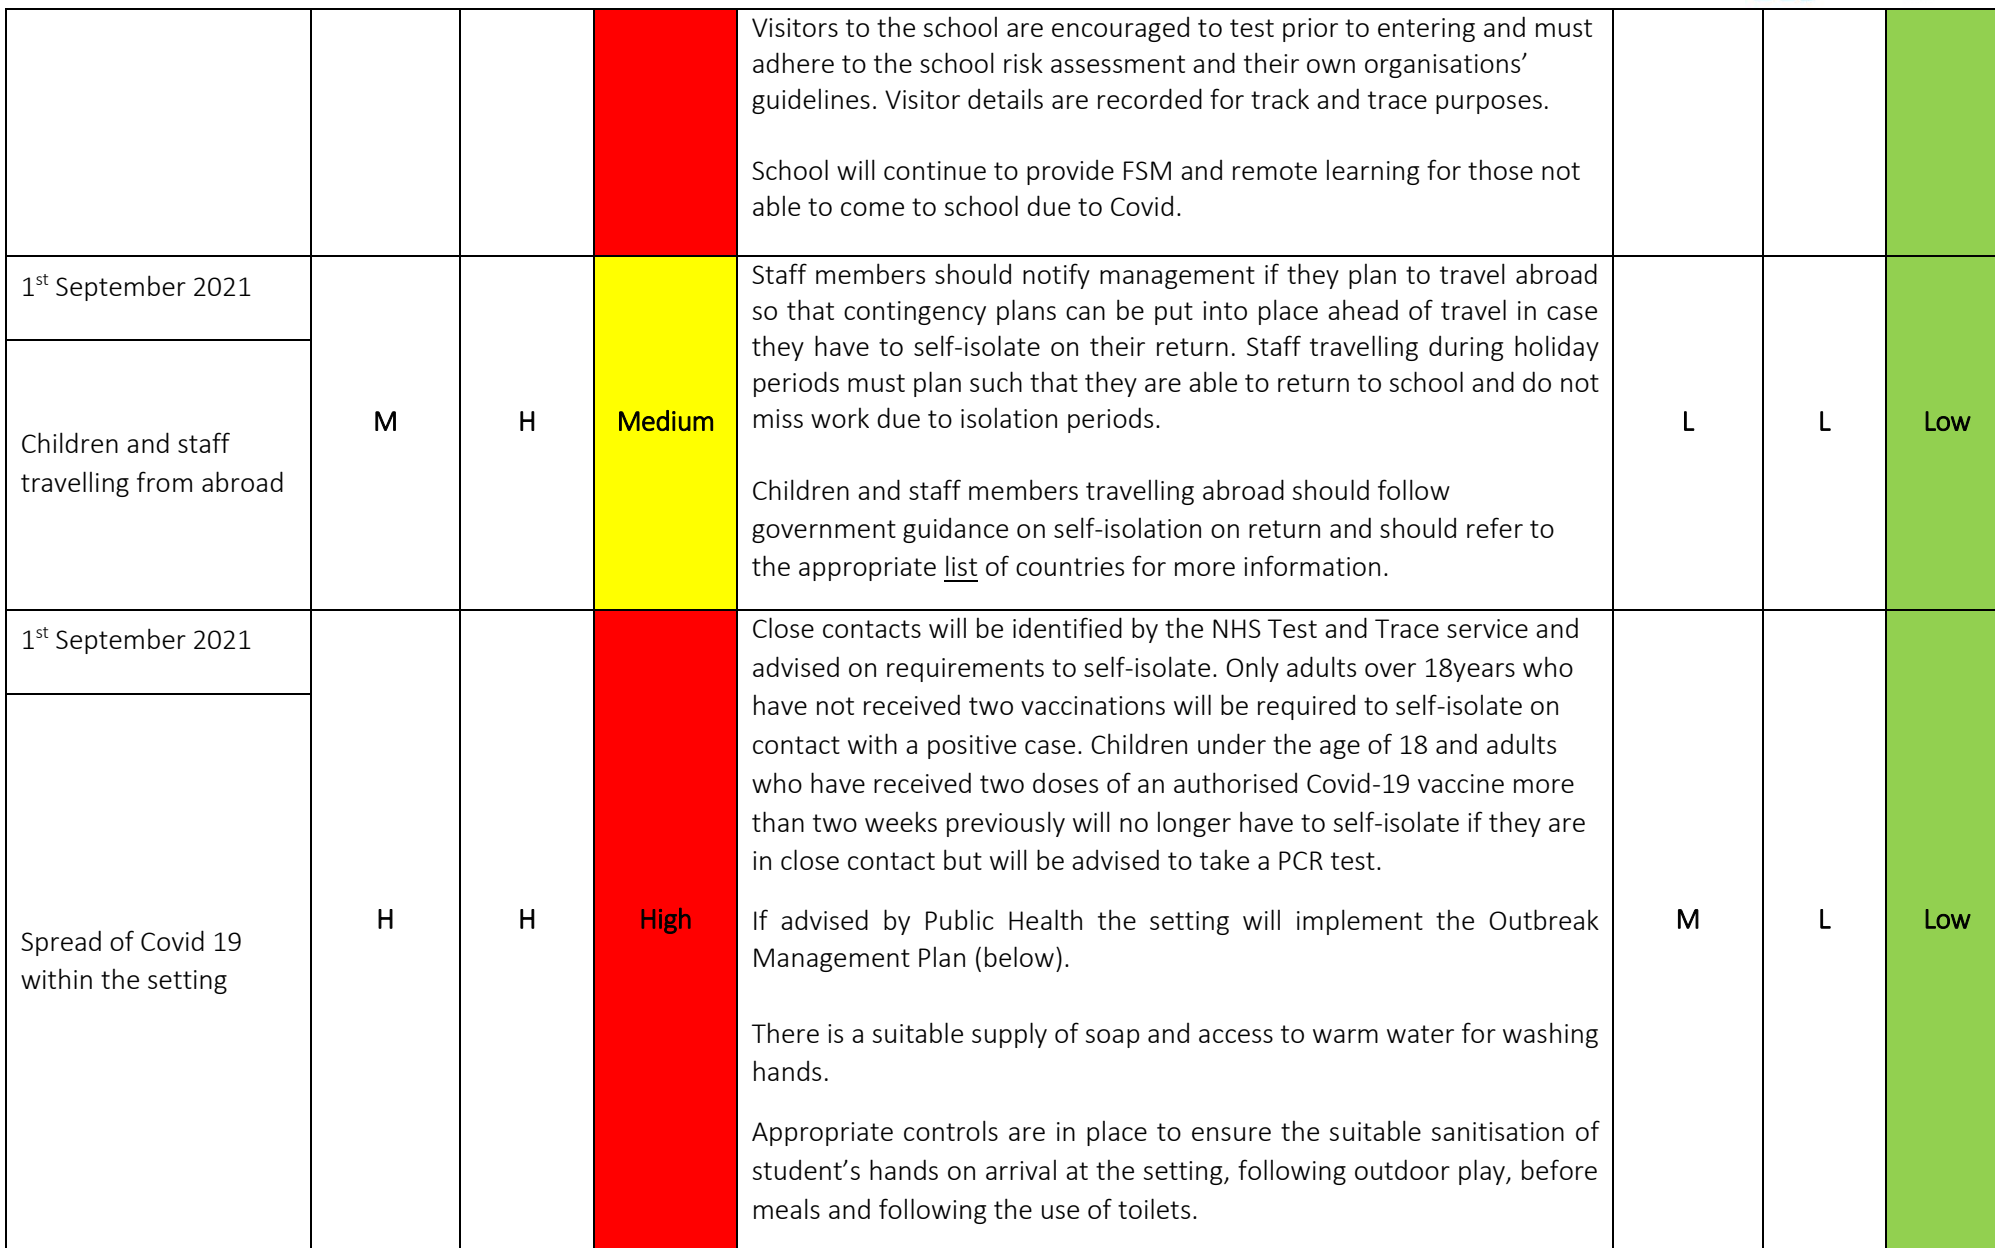 Visitors to the school are encouraged to test prior to entering and must
adhere to the school risk assessment and their own organisations’
guidelines. Visitor details are recorded for track and trace purposes.
School will continue to provide FSM and remote learning for those not
able to come to school due to Covid.
1st September 2021
Children and staff
travelling from abroad
M
H
Medium
Staff members should notify management if they plan to travel abroad
so that contingency plans can be put into place ahead of travel in case
they have to self-isolate on their return. Staff travelling during holiday
periods must plan such that they are able to return to school and do not
miss work due to isolation periods.
Children and staff members travelling abroad should follow
government guidance on self-isolation on return and should refer to
the appropriate list of countries for more information.
L
L
Low
1st September 2021
Spread of Covid 19
within the setting
H
H
High
Close contacts will be identified by the NHS Test and Trace service and
advised on requirements to self-isolate. Only adults over 18years who
have not received two vaccinations will be required to self-isolate on
contact with a positive case. Children under the age of 18 and adults
who have received two doses of an authorised Covid-19 vaccine more
than two weeks previously will no longer have to self-isolate if they are
in close contact but will be advised to take a PCR test.
If advised by Public Health the setting will implement the Outbreak
Management Plan (below).
There is a suitable supply of soap and access to warm water for washing
hands.
Appropriate controls are in place to ensure the suitable sanitisation of
student’s hands on arrival at the setting, following outdoor play, before
meals and following the use of toilets.
M
L
Low